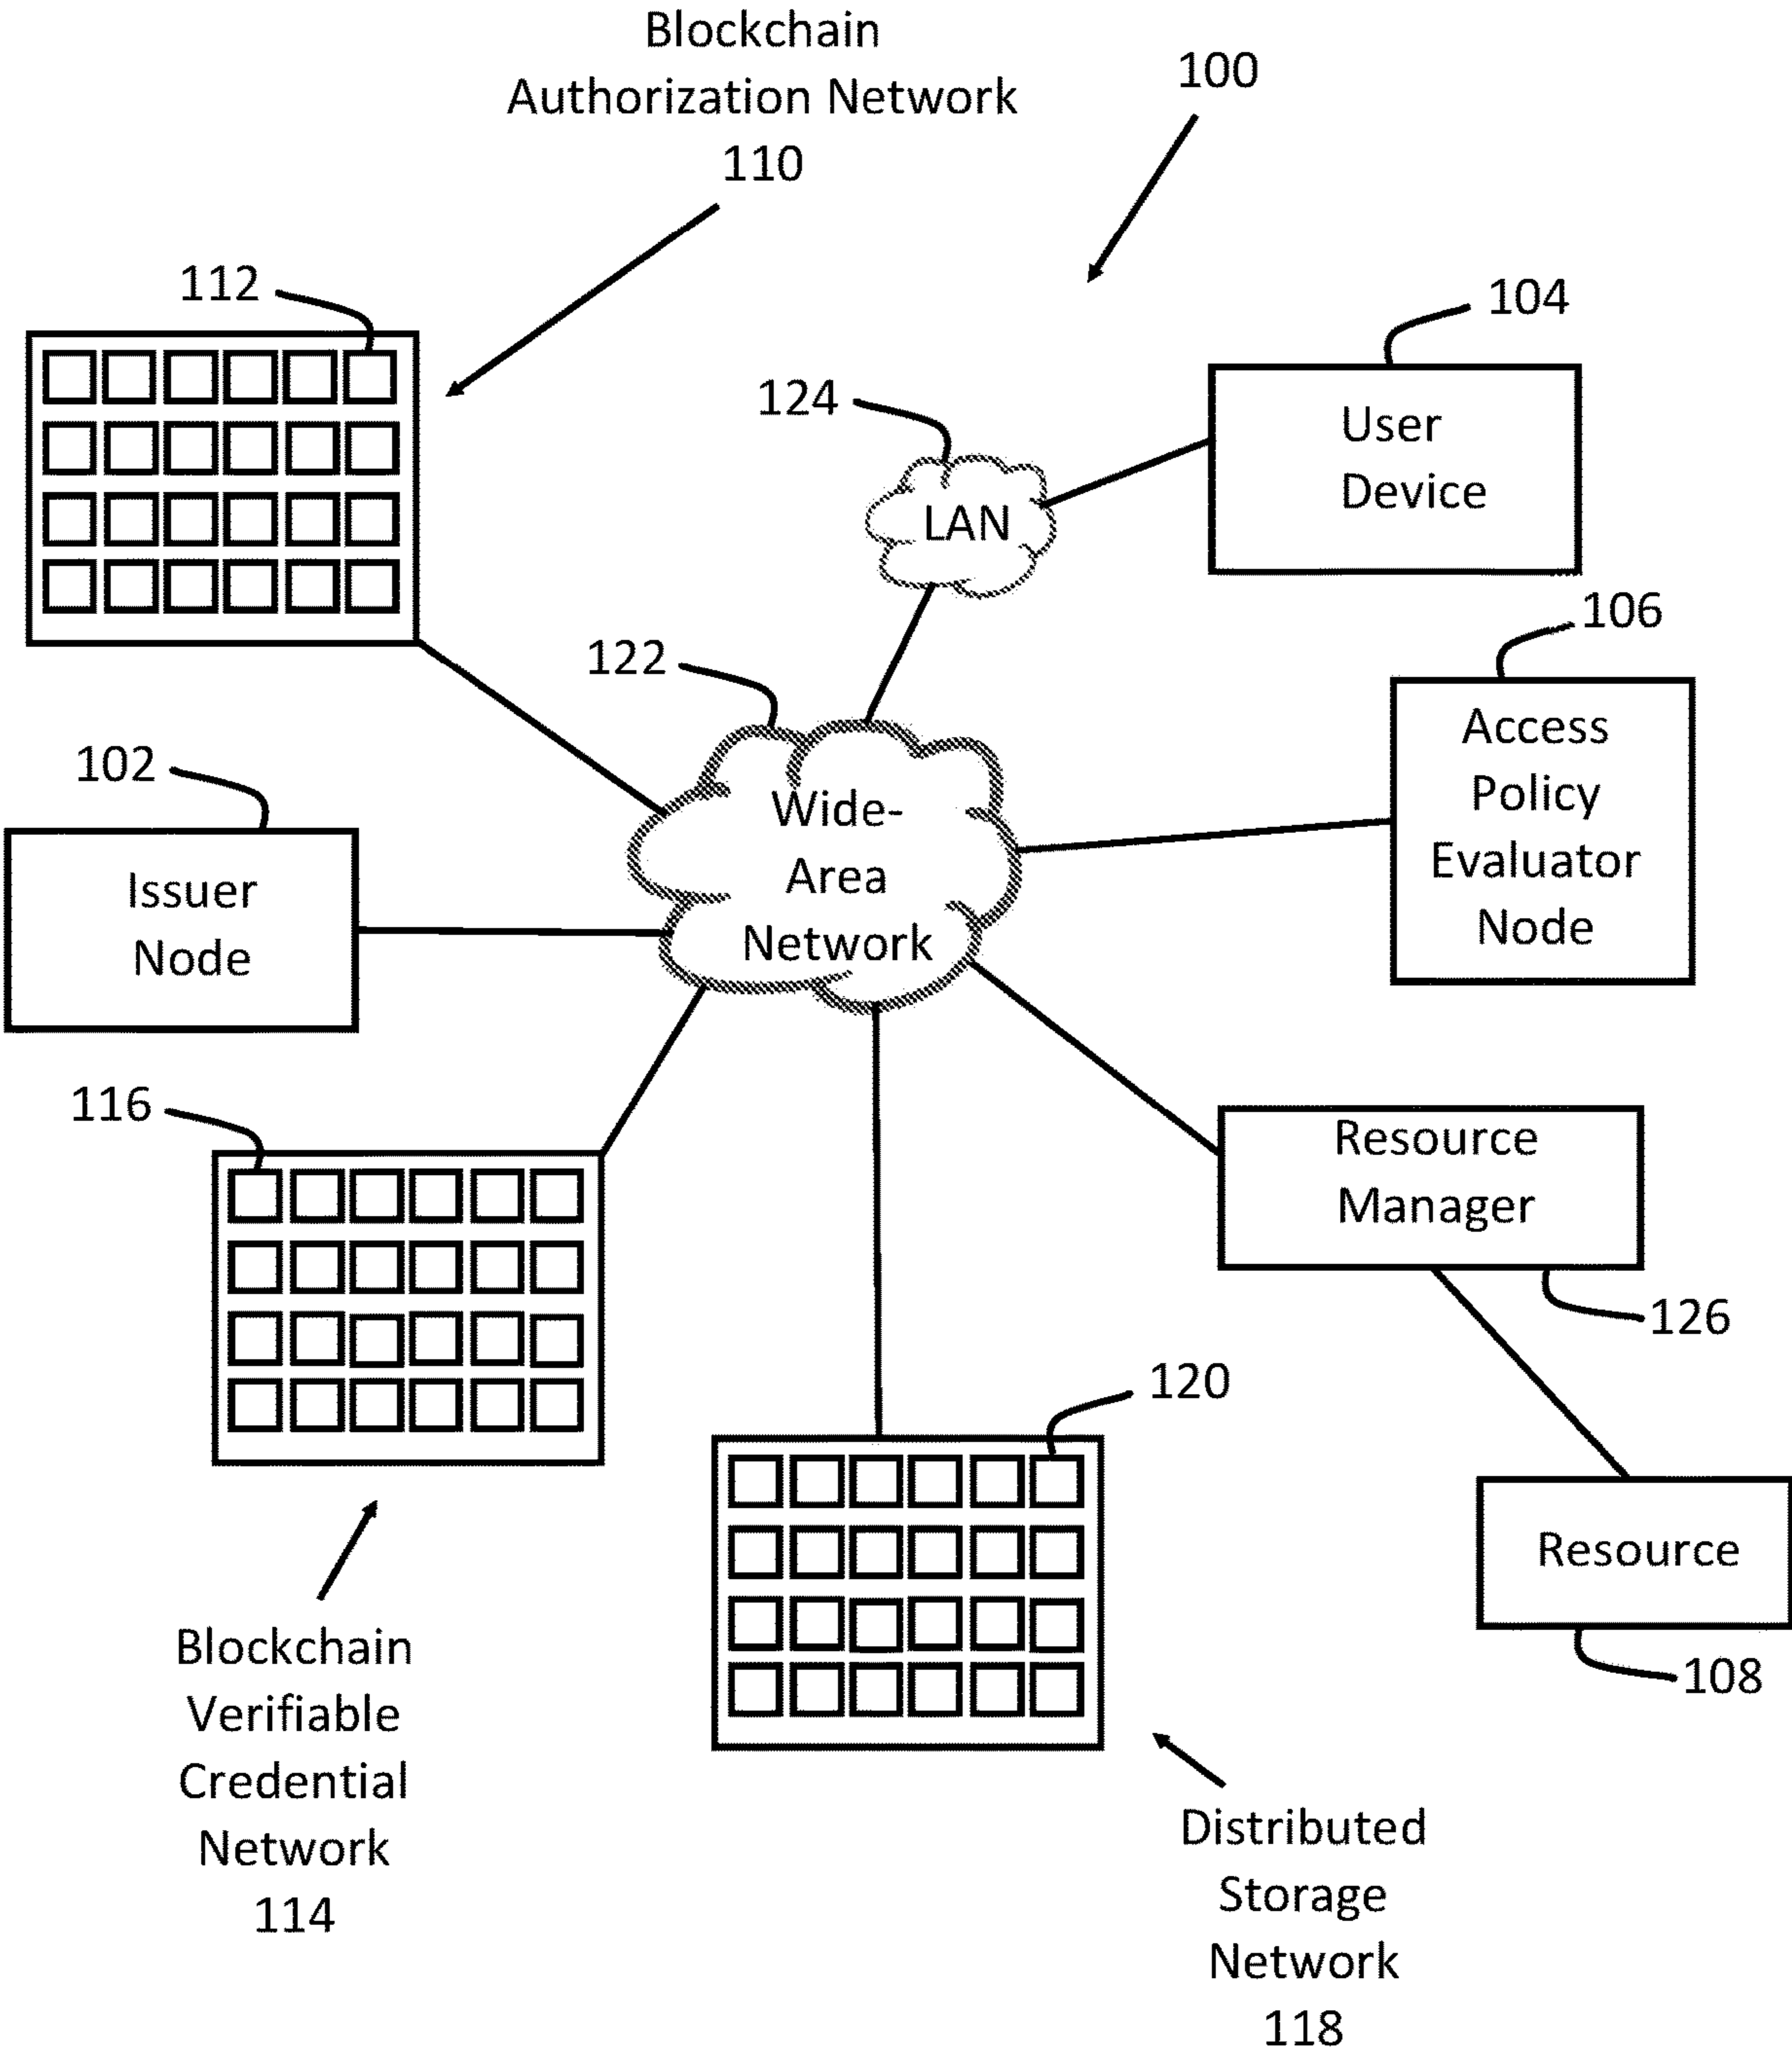 Blockchain
Authorization Network
110
100
112
104
124
User
Device
LAN
106
122
Access
Policy
Evaluator
Node
102
Wide-
Area
Network
Issuer
Node
116
Resource
Manager
126
120
Resource
108
Blockchain
Verifiable
Credential
Network
114
Distributed
Storage
Network
118